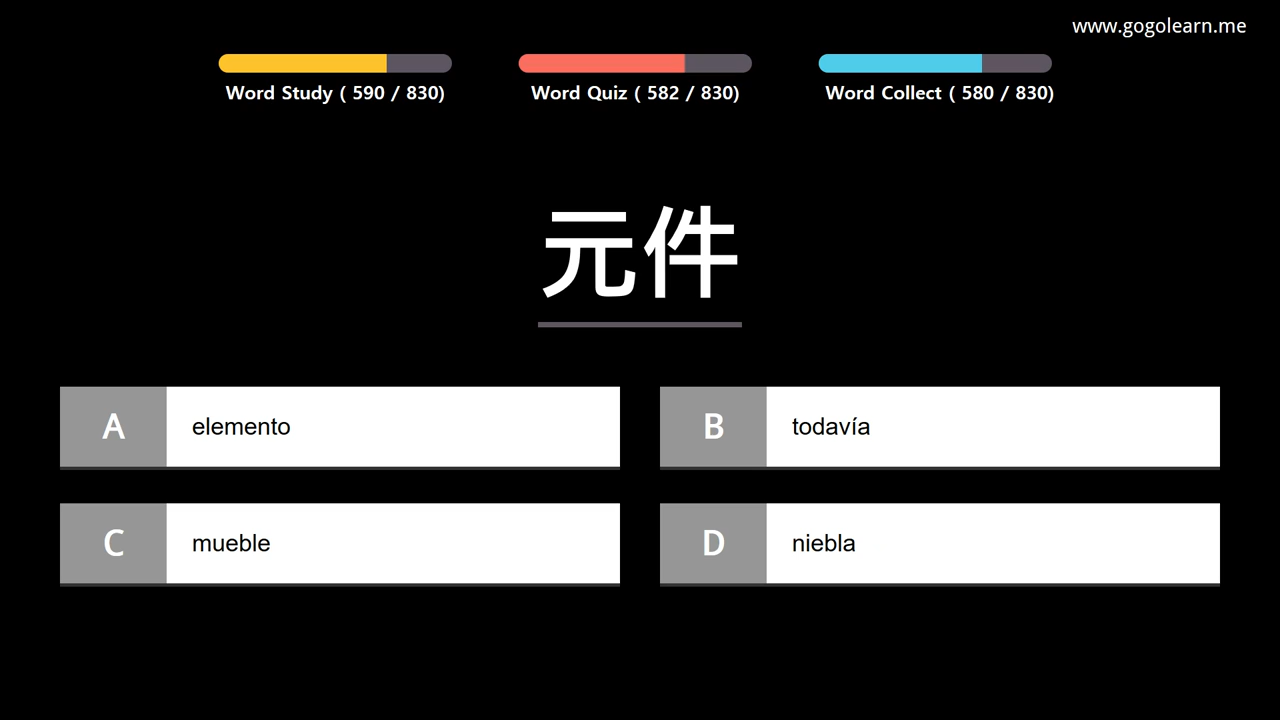 www.gogolearn.me
Word Study ( 590 / 830)
Word Quiz ( 582 / 830)
Word Collect ( 580 / 830)
元件
A elemento
B todavía
C mueble
D niebla